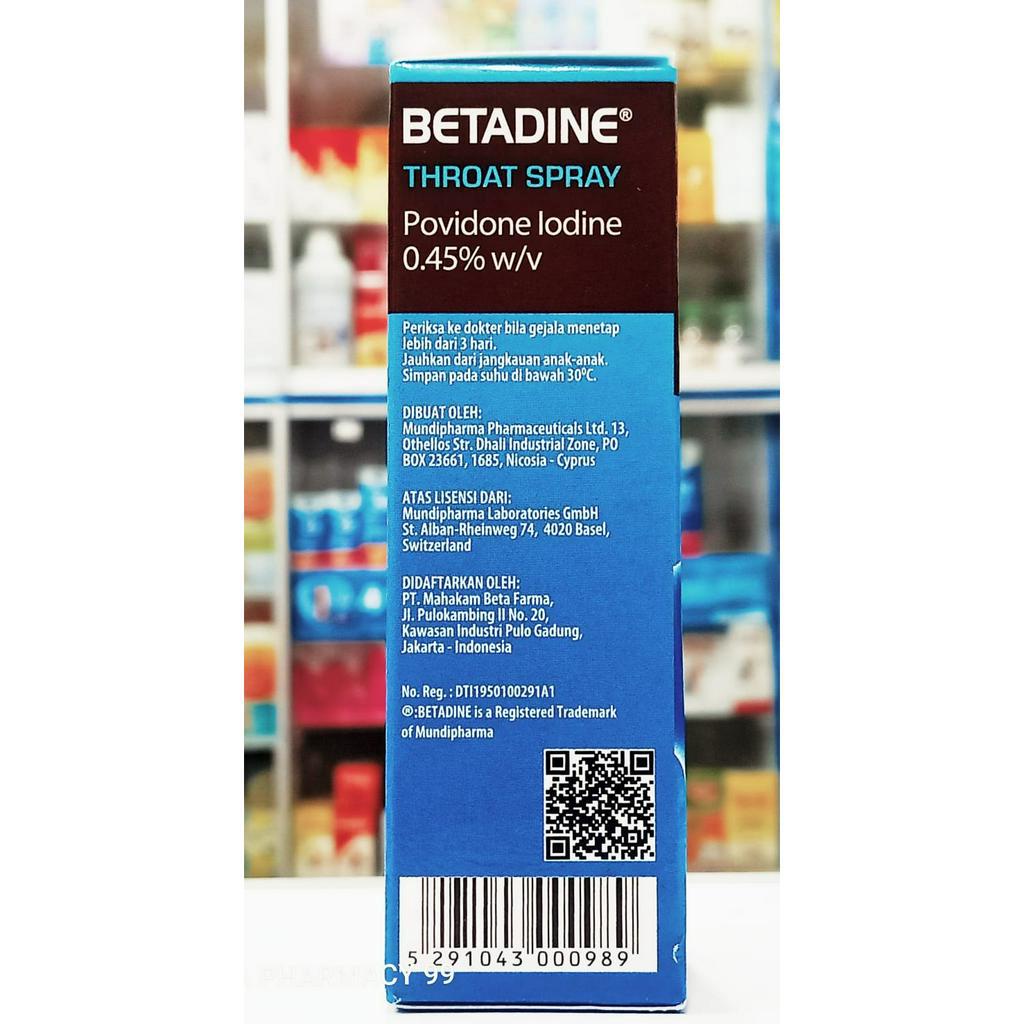 BETADINE®
THROAT SPRAY
Povidone Iodine
0.45% w/v
Periksa ke dokter bila gejala menetap
lebih dari 3 hari.
Jauhkan dari jangkauan anak-anak.
Simpan pada suhu di bawah 30⁰C.
DIBUAT OLEH:
Mundipharma Pharmaceuticals Ltd. 13,
Othellos Str. Dhali Industrial Zone, PO
BOX 23661, 1685, Nicosia - Cyprus
ATAS LISENSI DARI:
Mundipharma Laboratories GmbH
St. Alban-Rheinweg 74, 4020 Basel,
Switzerland
DIDAFTARKAN OLEH:
PT. Mahakam Beta Farma,
Jl. Pulokambing II No. 20,
Kawasan Industri Pulo Gadung,
Jakarta - Indonesia
No. Reg. : DTI1950100291A1
®:BETADINE is a Registered Trademark
of Mundipharma
5 291043 000989
PHARMACY 99